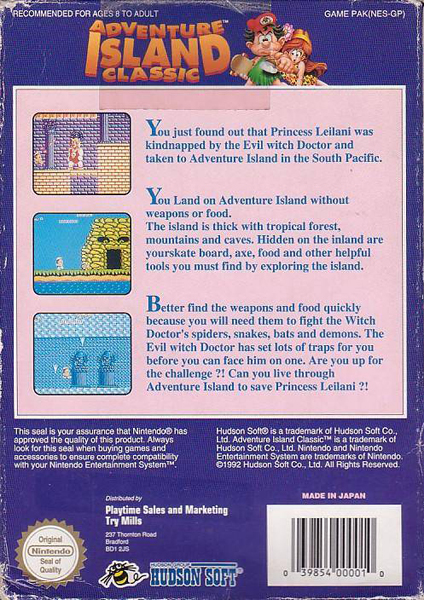 RECOMMENDED FOR AGES 8 TO ADULT
GAME PAK(NES-GP)
ADVENTURE
ISLAND™
CLASSIC
You just found out that Princess Leilani was
kindnapped by the Evil witch Doctor and
taken to Adventure Island in the South Pacific.
You Land on Adventure Island without
weapons or food.
The island is thick with tropical forest,
mountains and caves. Hidden on the island are
yourskate board, axe, food and other helpful
tools you must find by exploring the island.
Better find the weapons and food quickly
because you will need them to fight the Witch
Doctor's spiders, snakes, bats and demons. The
Evil witch Doctor has set lots of traps for you
before you can face him on one. Are you up for
the challenge ?! Can you live through
Adventure Island to save Princess Leilani ?!
This seal is your assurance that Nintendo® has
approved the quality of this product. Always
look for this seal when buying games and
accessories to ensure complete compatibility
with your Nintendo Entertainment System™.
Hudson Soft® is a trademark of Hudson Soft Co.,
Ltd. Adventure Island Classic™ is a trademark of
Hudson Soft Co., Ltd. Nintendo and Nintendo
Entertainment System are trademarks of Nintendo.
©1992 Hudson Soft Co., Ltd. All Rights Reserved.
Original
Nintendo
Seal of
Quality
Distributed by
Playtime Sales and Marketing
Try Mills
237 Thornton Road
Bradford
BD1 2JS
HUDSON SOFT®
MADE IN JAPAN
0 39854 00001 0